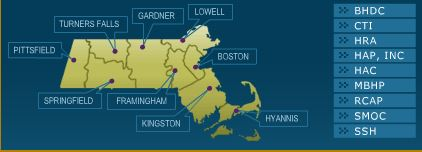 LOWELL
GARDNER
TURNERS FALLS
PITTSFIELD
BOSTON
SPRINGFIELD
FRAMINGHAM
KINGSTON
HYANNIS
BHDC
CTI
HRA
HAP, INC
HAC
MBHP
RCAP
SMOC
SSH